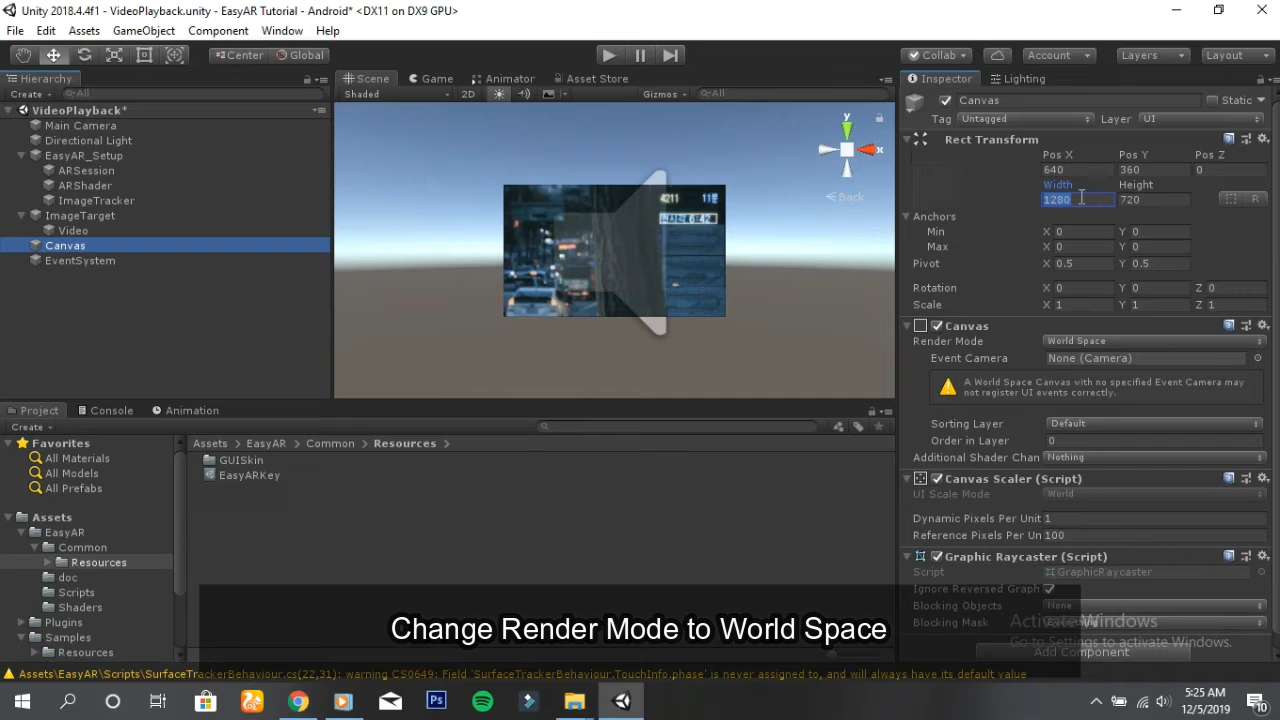 Unity 2018.4.4f1 - VideoPlayback.unity - EasyAR Tutorial - Android* <DX11 on DX9 GPU>
File Edit Assets GameObject Component Window Help
Center Global Collab Account Layers Layout
Hierarchy
Create All
VideoPlayback*
Main Camera
Directional Light
EasyAR_Setup
ARSession
ARShader
ImageTracker
ImageTarget
Video
Canvas
EventSystem
Scene Game Animator Asset Store
Shaded 2D Gizmos All
y
x
Back
4211 11분
Inspector Lighting
Canvas Static
Tag Untagged Layer UI
Rect Transform
Pos X Pos Y Pos Z
640 360 0
Width Height
1280 720 R
Anchors
Min X 0 Y 0
Max X 0 Y 0
Pivot X 0.5 Y 0.5
Rotation X 0 Y 0 Z 0
Scale X 1 Y 1 Z 1
Canvas
Render Mode World Space
Event Camera None (Camera)
A World Space Canvas with no specified Event Camera may
not register UI events correctly.
Sorting Layer Default
Order in Layer 0
Additional Shader Chan Nothing
Canvas Scaler (Script)
UI Scale Mode World
Dynamic Pixels Per Unit 1
Reference Pixels Per Un 100
Graphic Raycaster (Script)
Script GraphicRaycaster
Ignore Reversed Graph
Blocking Objects None
Blocking Mask
Add Component
Activate Windows
Go to Settings to activate Windows.
Project Console Animation
Create
Favorites
All Materials
All Models
All Prefabs
Assets
EasyAR
Common
Resources
doc
Scripts
Shaders
Plugins
Samples
Resources
Assets EasyAR Common Resources
GUISkin
EasyARKey
Change Render Mode to World Space
Assets\EasyAR\Scripts\SurfaceTrackerBehaviour.cs(22,31): warning CS0649: Field 'SurfaceTrackerBehaviour.TouchInfo.phase' is never assigned to, and will always have its default value
Ps
5:25 AM
12/5/2019
10